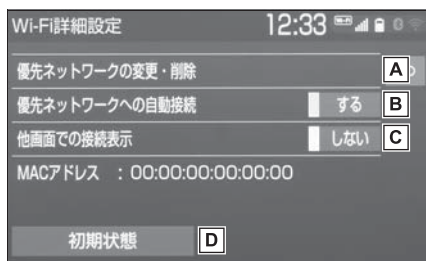 Wi-Fi詳細設定 12:33
優先ネットワークの変更・削除 A
優先ネットワークへの自動接続 する B
他画面での接続表示 しない C
MACアドレス : 00:00:00:00:00:00
初期状態 D